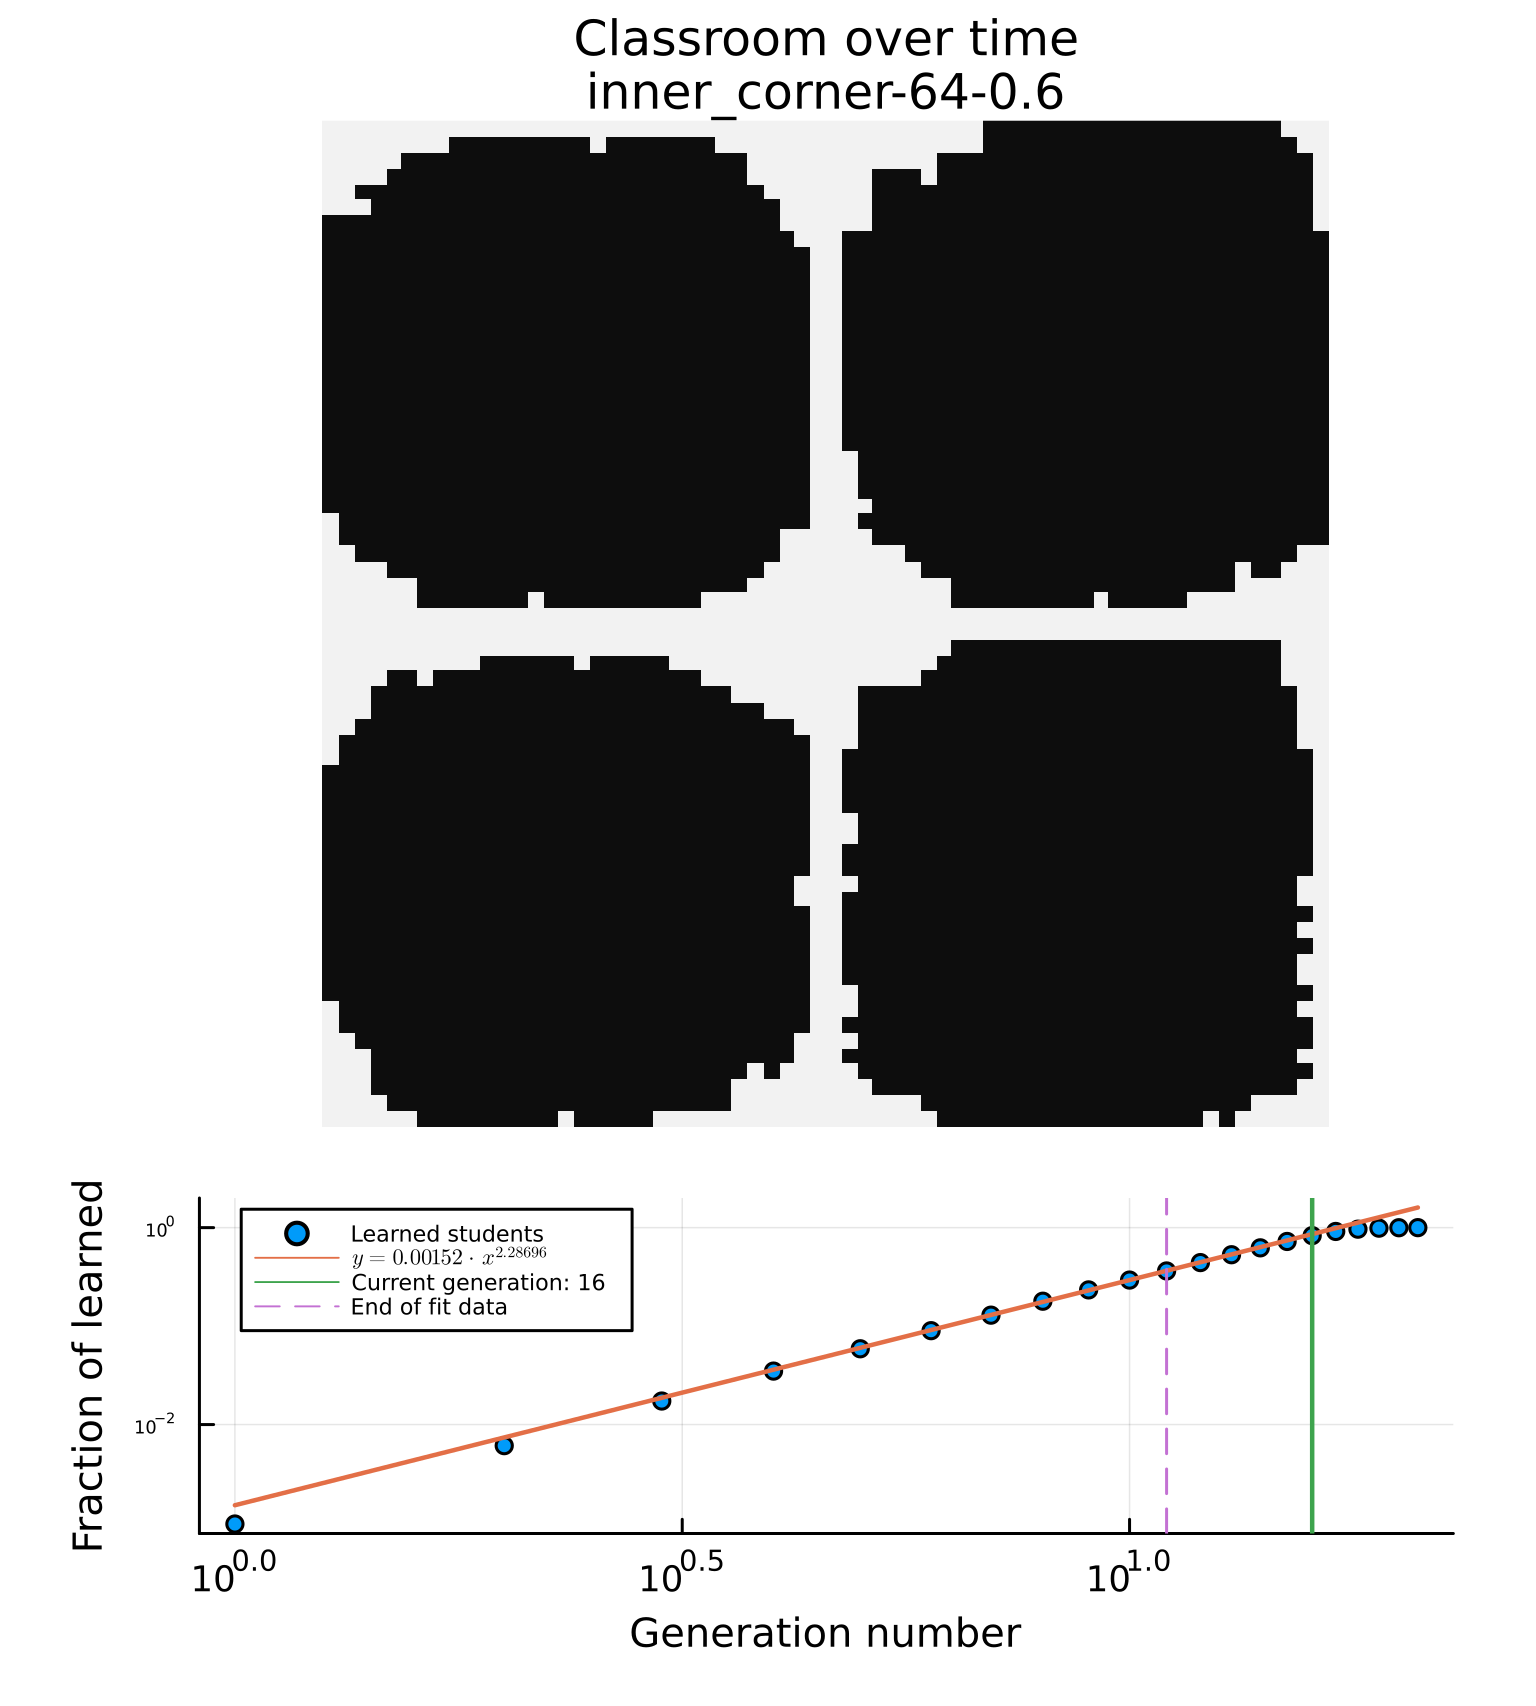 Classroom over time
inner_corner-64-0.6
Fraction of learned
10^0
10^-2
Learned students
y = 0.00152 · x^2.28696
Current generation: 16
End of fit data
10^0.0 10^0.5 10^1.0
Generation number